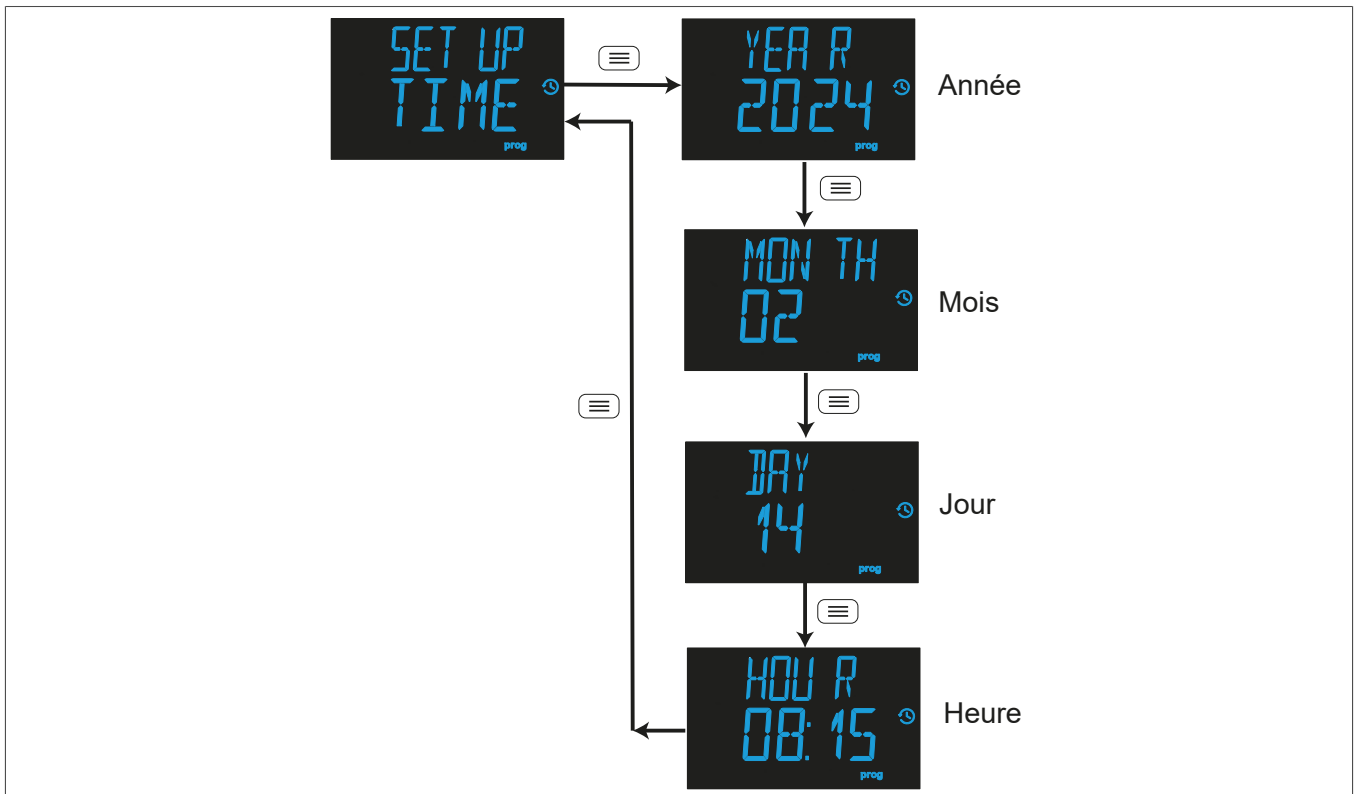 SET UP
TIME
prog
YEA R
2024
prog
Année
MON TH
02
prog
Mois
DAY
14
prog
Jour
HOU R
08:15
prog
Heure